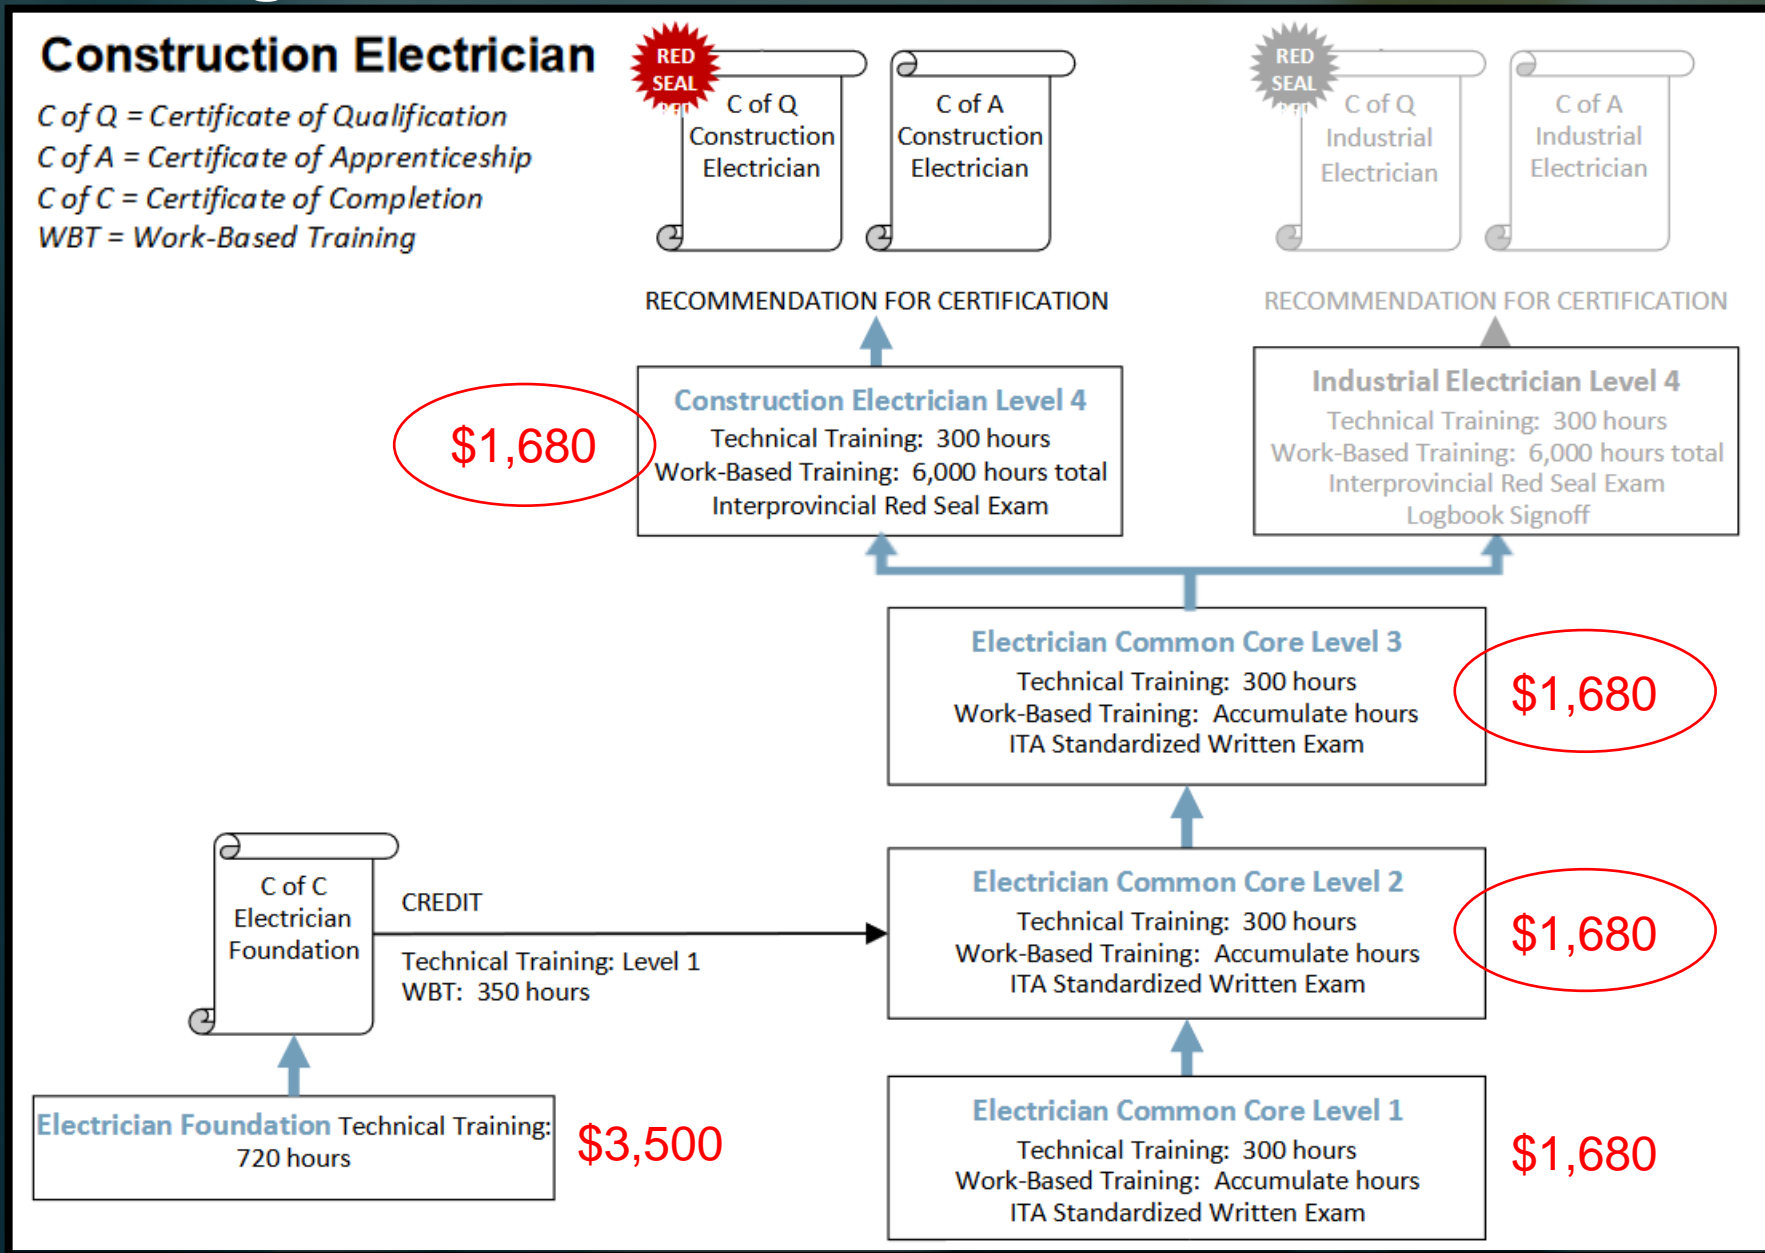 Construction Electrician
C of Q = Certificate of Qualification
C of A = Certificate of Apprenticeship
C of C = Certificate of Completion
WBT = Work-Based Training
RED
SEAL
C of Q
Construction
Electrician
C of A
Construction
Electrician
RED
SEAL
C of Q
Industrial
Electrician
C of A
Industrial
Electrician
RECOMMENDATION FOR CERTIFICATION
RECOMMENDATION FOR CERTIFICATION
$1,680
Construction Electrician Level 4
Technical Training: 300 hours
Work-Based Training: 6,000 hours total
Interprovincial Red Seal Exam
Industrial Electrician Level 4
Technical Training: 300 hours
Work-Based Training: 6,000 hours total
Interprovincial Red Seal Exam
Logbook Signoff
Electrician Common Core Level 3
Technical Training: 300 hours
Work-Based Training: Accumulate hours
ITA Standardized Written Exam
$1,680
C of C
Electrician
Foundation
CREDIT
Technical Training: Level 1
WBT: 350 hours
Electrician Common Core Level 2
Technical Training: 300 hours
Work-Based Training: Accumulate hours
ITA Standardized Written Exam
$1,680
Electrician Foundation Technical Training:
720 hours
$3,500
Electrician Common Core Level 1
Technical Training: 300 hours
Work-Based Training: Accumulate hours
ITA Standardized Written Exam
$1,680